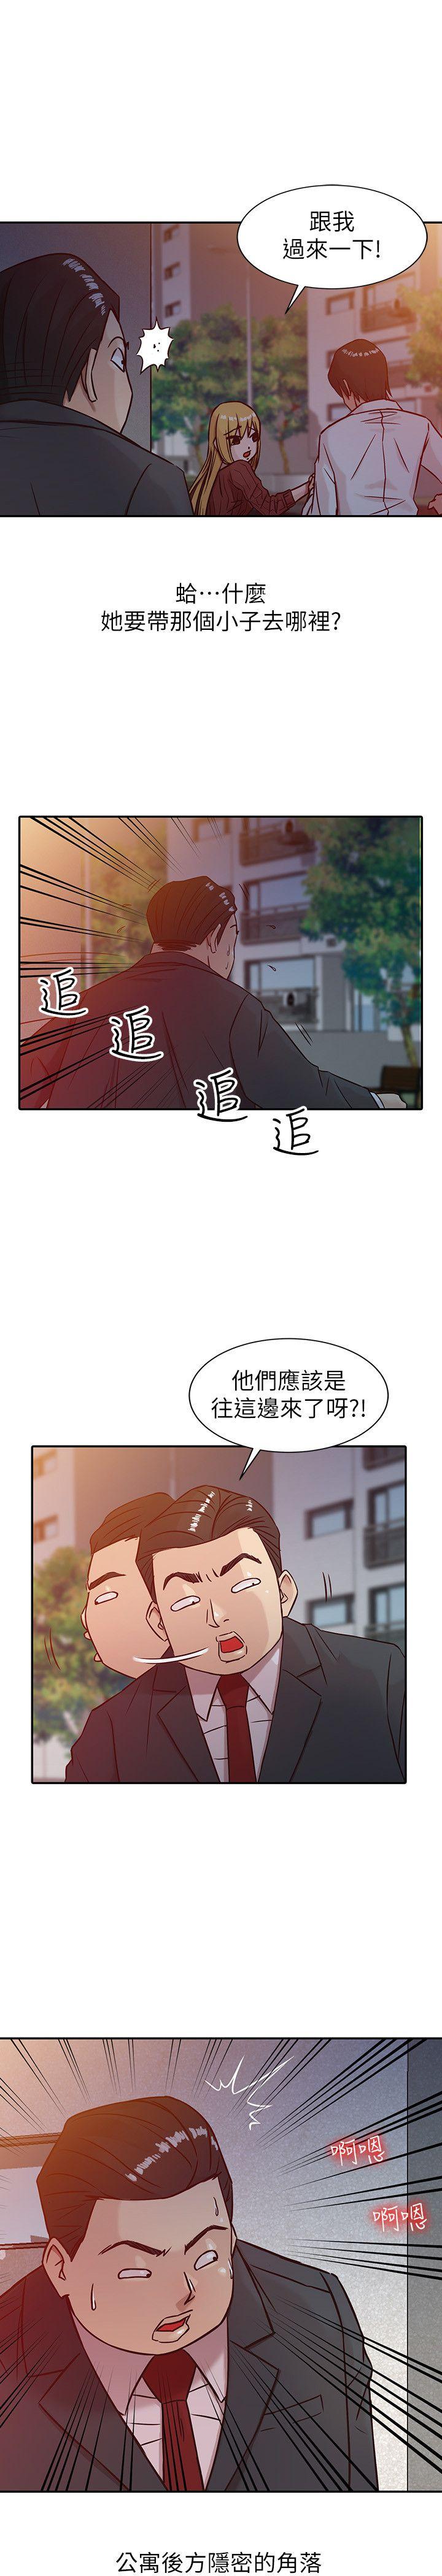 跟我
過來一下!
蛤…什麼
她要帶那個小子去哪裡?
追
追
追
追
他們應該是
往這邊來了呀?!
啊嗯
啊嗯
公寓後方隱密的角落